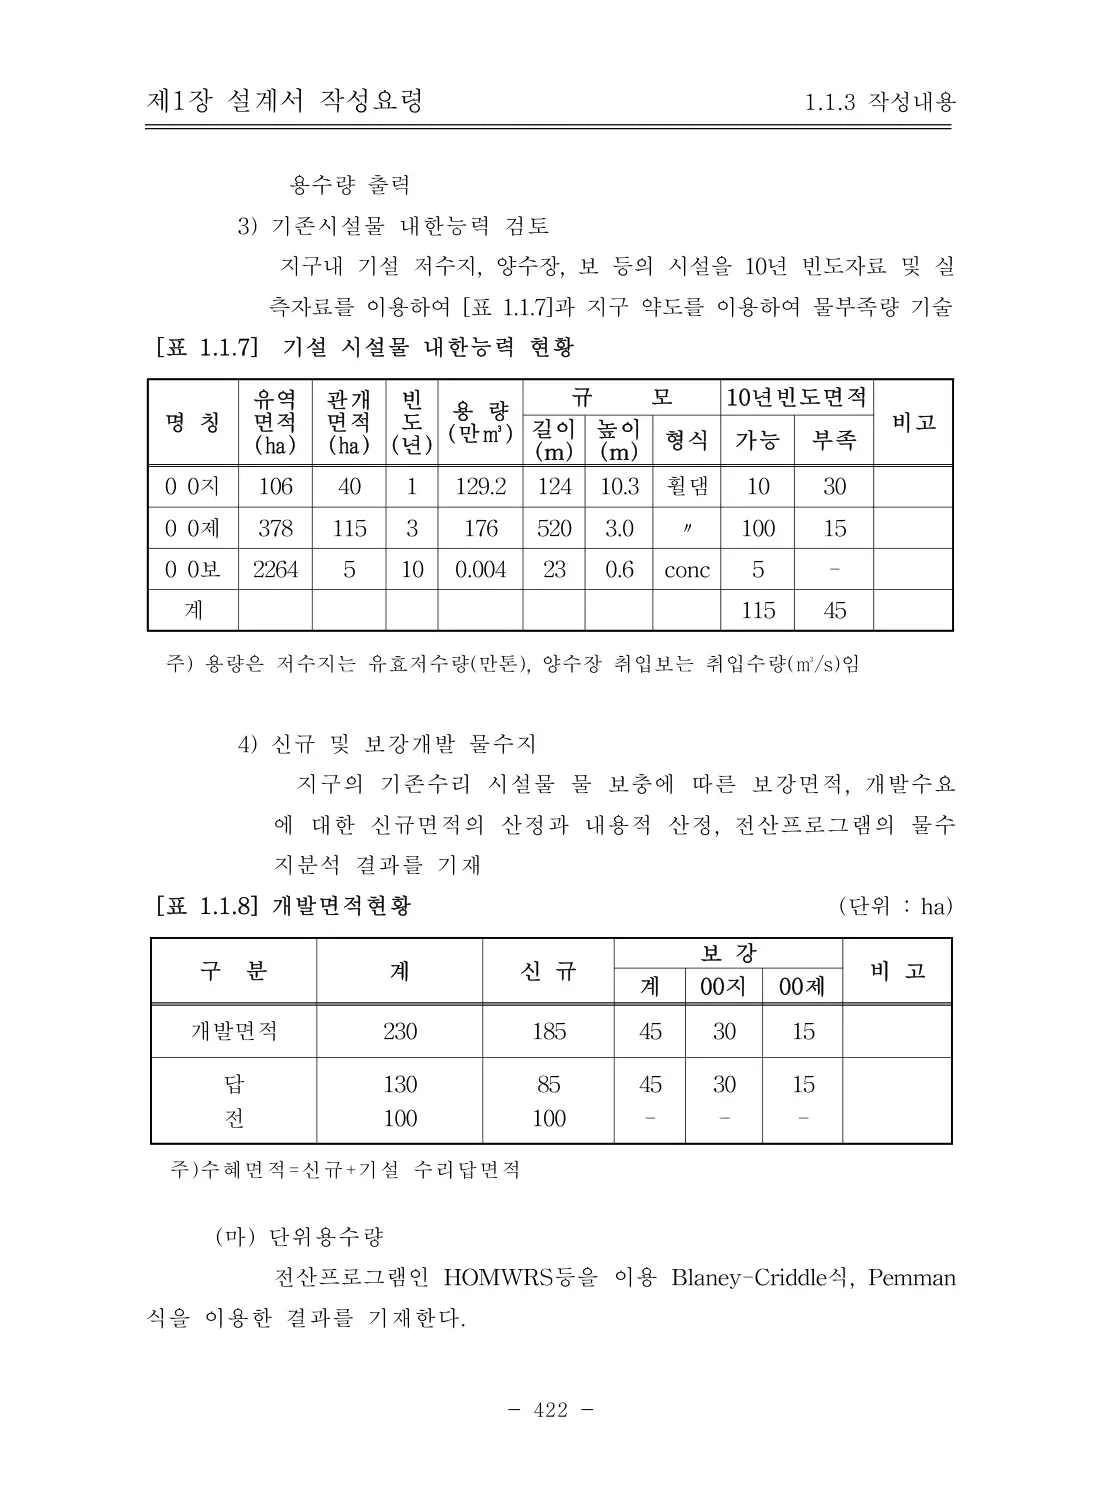 제1장 설계서 작성요령 1.1.3 작성내용
용수량 출력
3) 기존시설물 내한능력 검토
지구내 기설 저수지, 양수장, 보 등의 시설을 10년 빈도자료 및 실
측자료를 이용하여 [표 1.1.7]과 지구 약도를 이용하여 물부족량 기술
[표 1.1.7] 기설 시설물 내한능력 현황
명 칭 유역면적(ha) 관개면적(ha) 빈도(년) 용 량(만㎥) 규 모 10년빈도면적 비고
길이(m) 높이(m) 형식 가능 부족
0 0지 106 40 1 129.2 124 10.3 휠댐 10 30
0 0제 378 115 3 176 520 3.0 〃 100 15
0 0보 2264 5 10 0.004 23 0.6 conc 5 -
계 115 45
주) 용량은 저수지는 유효저수량(만톤), 양수장 취입보는 취입수량(㎥/s)임
4) 신규 및 보강개발 물수지
지구의 기존수리 시설물 물 보충에 따른 보강면적, 개발수요
에 대한 신규면적의 산정과 내용적 산정, 전산프로그램의 물수
지분석 결과를 기재
[표 1.1.8] 개발면적현황 (단위 : ha)
구 분 계 신 규 보 강 비 고
계 00지 00제
개발면적 230 185 45 30 15
답 130 85 45 30 15
전 100 100 - - -
주)수혜면적=신규+기설 수리답면적
(마) 단위용수량
전산프로그램인 HOMWRS등을 이용 Blaney-Criddle식, Pemman
식을 이용한 결과를 기재한다.
- 422 -